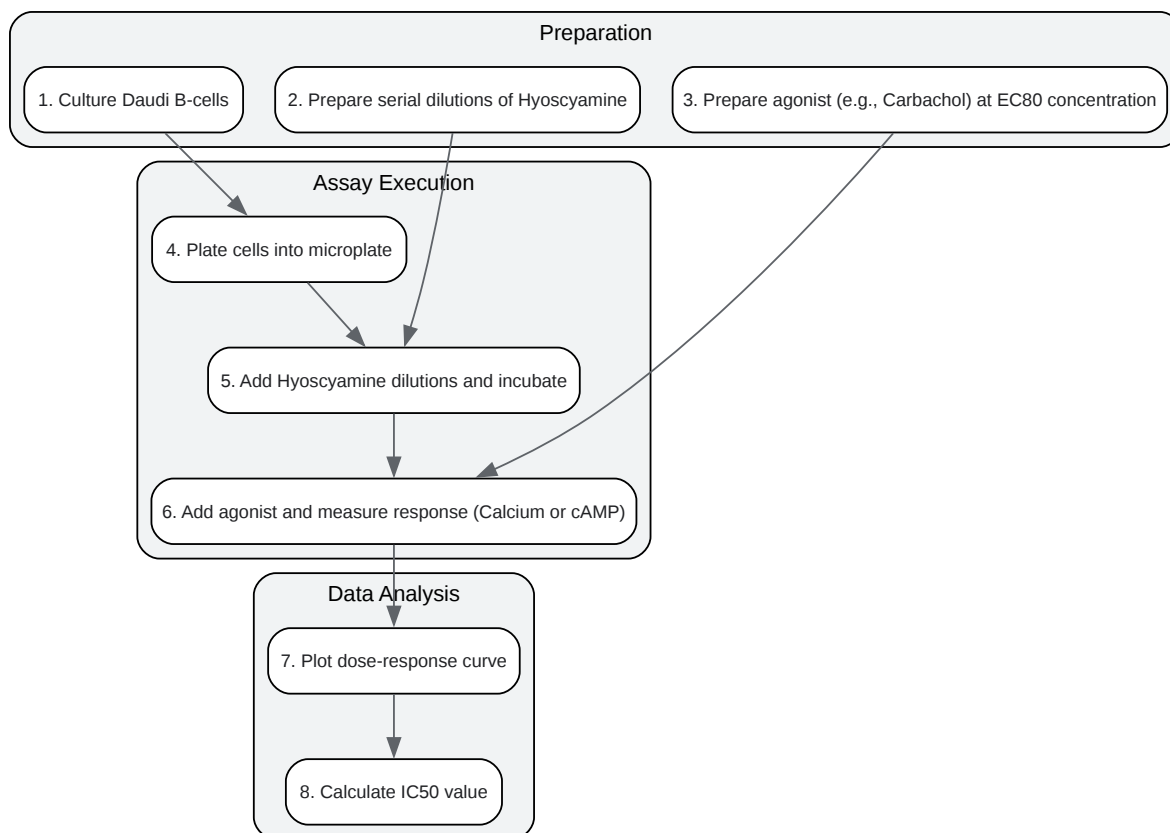 Preparation
1. Culture Daudi B-cells
2. Prepare serial dilutions of Hyoscyamine
3. Prepare agonist (e.g., Carbachol) at EC80 concentration
Assay Execution
4. Plate cells into microplate
5. Add Hyoscyamine dilutions and incubate
6. Add agonist and measure response (Calcium or cAMP)
Data Analysis
7. Plot dose-response curve
8. Calculate IC50 value